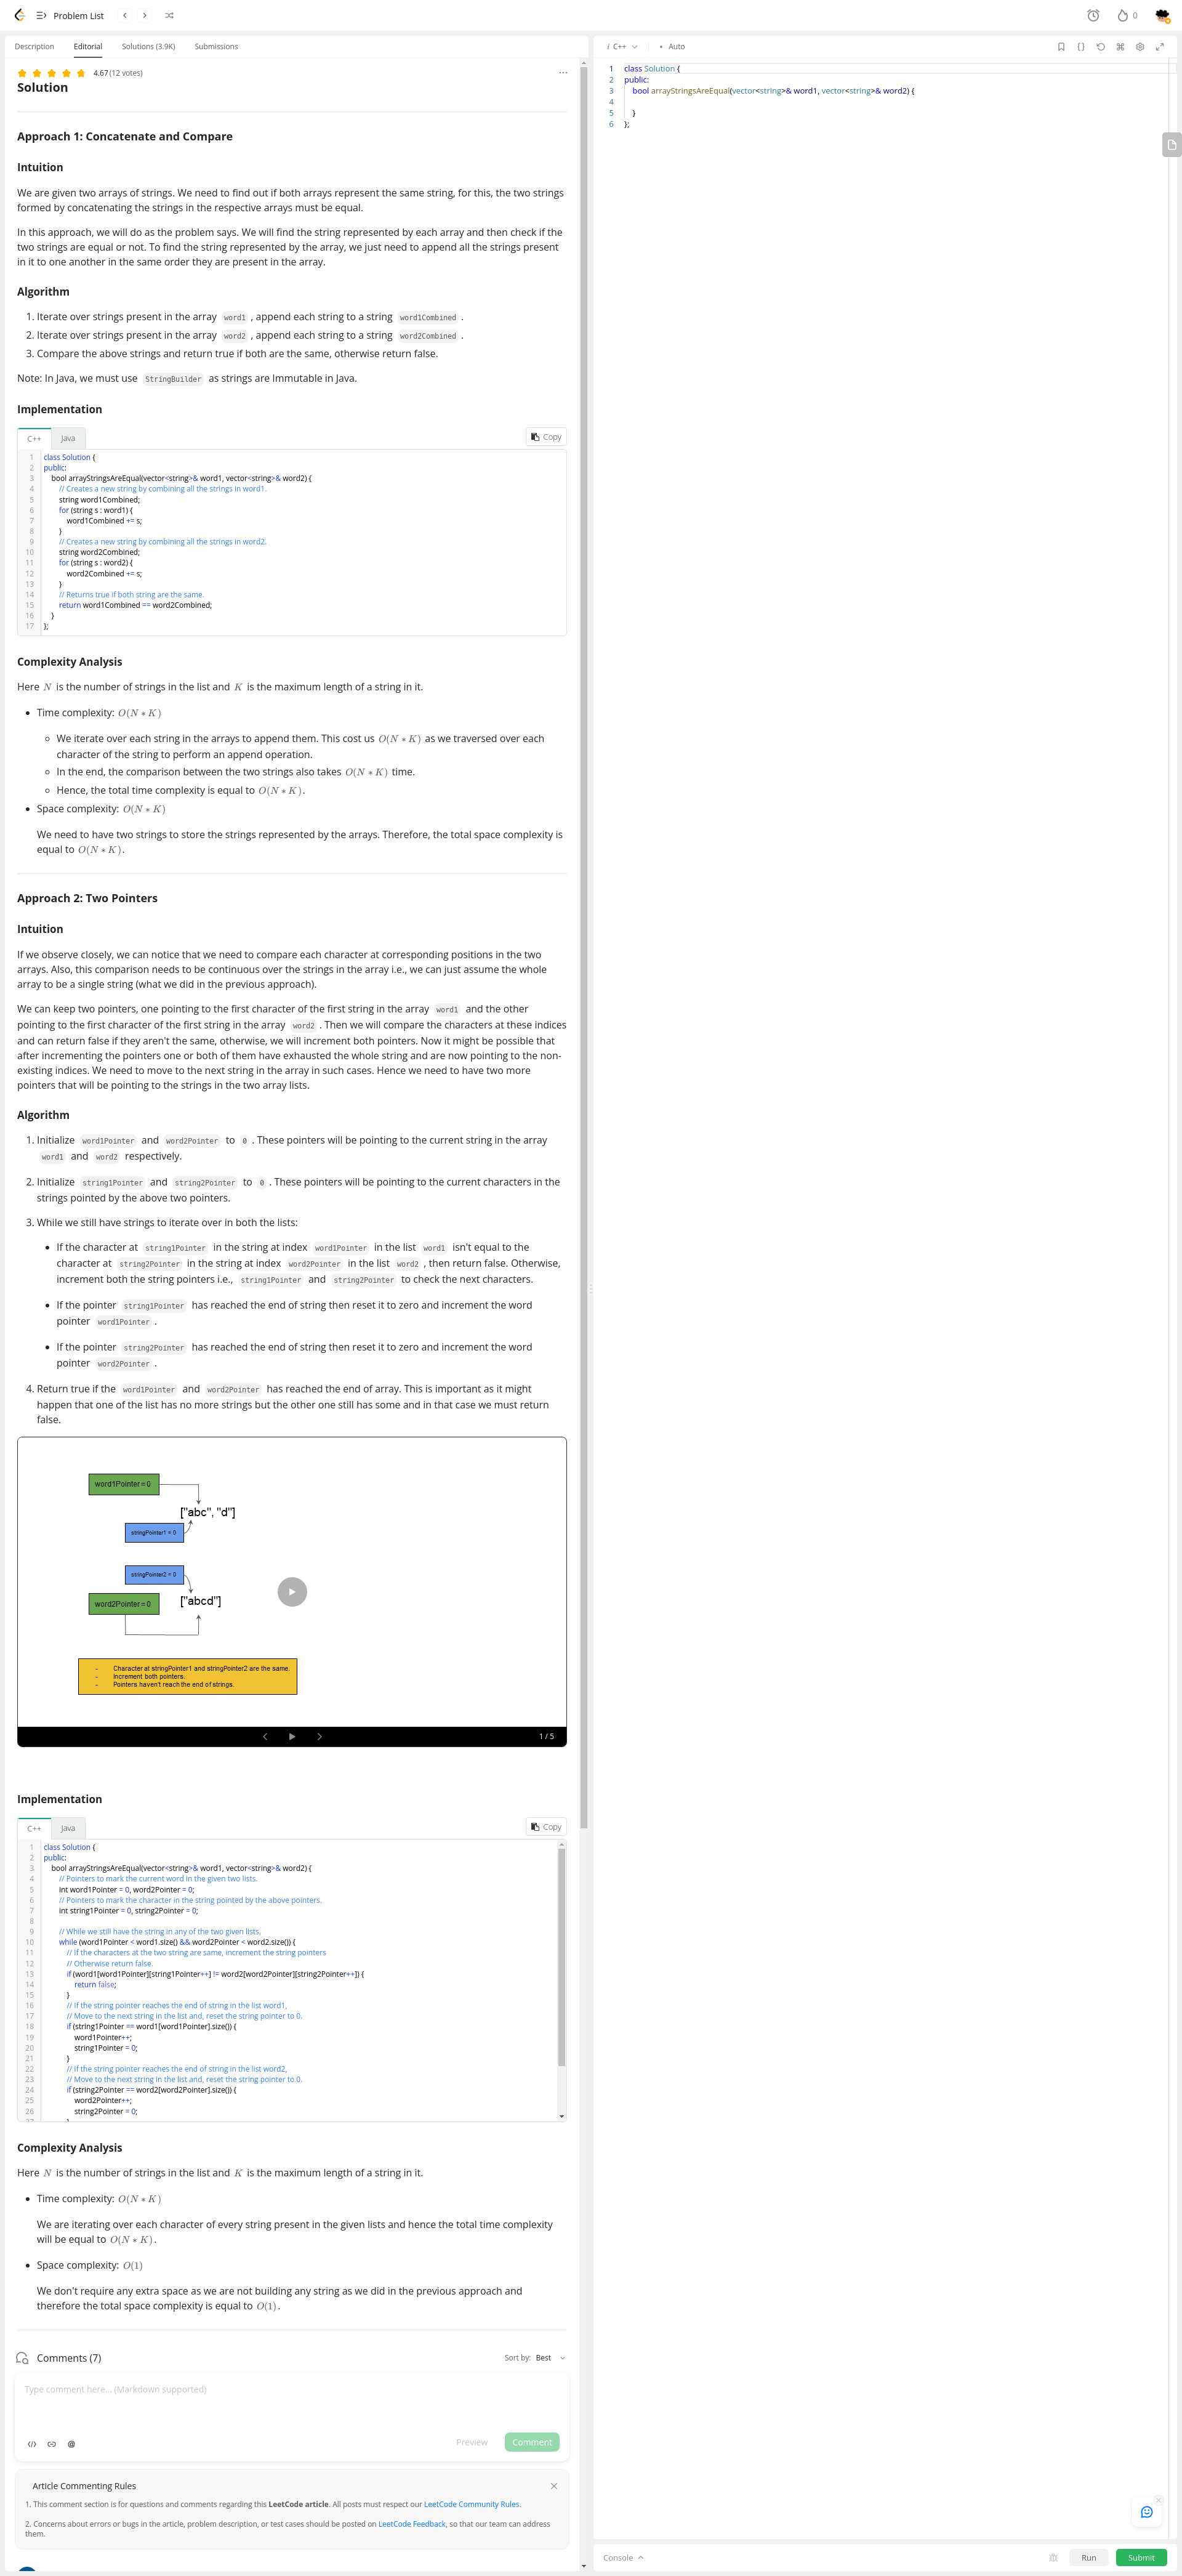 Problem List
0
Description Editorial Solutions (3.9K) Submissions
4.67 (12 votes)
Solution
Approach 1: Concatenate and Compare
Intuition
We are given two arrays of strings. We need to find out if both arrays represent the same string, for this, the two strings
formed by concatenating the strings in the respective arrays must be equal.
In this approach, we will do as the problem says. We will find the string represented by each array and then check if the
two strings are equal or not. To find the string represented by the array, we just need to append all the strings present
in it to one another in the same order they are present in the array.
Algorithm
1. Iterate over strings present in the array word1 , append each string to a string word1Combined .
2. Iterate over strings present in the array word2 , append each string to a string word2Combined .
3. Compare the above strings and return true if both are the same, otherwise return false.
Note: In Java, we must use StringBuilder as strings are Immutable in Java.
Implementation
C++ Java Copy
1 class Solution {
2 public:
3 bool arrayStringsAreEqual(vector<string>& word1, vector<string>& word2) {
4 // Creates a new string by combining all the strings in word1.
5 string word1Combined;
6 for (string s : word1) {
7 word1Combined += s;
8 }
9 // Creates a new string by combining all the strings in word2.
10 string word2Combined;
11 for (string s : word2) {
12 word2Combined += s;
13 }
14 // Returns true if both string are the same.
15 return word1Combined == word2Combined;
16 }
17 };
Complexity Analysis
Here N is the number of strings in the list and K is the maximum length of a string in it.
• Time complexity: O(N ∗ K)
◦ We iterate over each string in the arrays to append them. This cost us O(N ∗ K) as we traversed over each
character of the string to perform an append operation.
◦ In the end, the comparison between the two strings also takes O(N ∗ K) time.
◦ Hence, the total time complexity is equal to O(N ∗ K).
• Space complexity: O(N ∗ K)
We need to have two strings to store the strings represented by the arrays. Therefore, the total space complexity is
equal to O(N ∗ K).
Approach 2: Two Pointers
Intuition
If we observe closely, we can notice that we need to compare each character at corresponding positions in the two
arrays. Also, this comparison needs to be continuous over the strings in the array i.e., we can just assume the whole
array to be a single string (what we did in the previous approach).
We can keep two pointers, one pointing to the first character of the first string in the array word1 and the other
pointing to the first character of the first string in the array word2 . Then we will compare the characters at these indices
and can return false if they aren't the same, otherwise, we will increment both pointers. Now it might be possible that
after incrementing the pointers one or both of them have exhausted the whole string and are now pointing to the non-
existing indices. We need to move to the next string in the array in such cases. Hence we need to have two more
pointers that will be pointing to the strings in the two array lists.
Algorithm
1. Initialize word1Pointer and word2Pointer to 0 . These pointers will be pointing to the current string in the array
word1 and word2 respectively.
2. Initialize string1Pointer and string2Pointer to 0 . These pointers will be pointing to the current characters in the
strings pointed by the above two pointers.
3. While we still have strings to iterate over in both the lists:
• If the character at string1Pointer in the string at index word1Pointer in the list word1 isn't equal to the
character at string2Pointer in the string at index word2Pointer in the list word2 , then return false. Otherwise,
increment both the string pointers i.e., string1Pointer and string2Pointer to check the next characters.
• If the pointer string1Pointer has reached the end of string then reset it to zero and increment the word
pointer word1Pointer .
• If the pointer string2Pointer has reached the end of string then reset it to zero and increment the word
pointer word2Pointer .
4. Return true if the word1Pointer and word2Pointer has reached the end of array. This is important as it might
happen that one of the list has no more strings but the other one still has some and in that case we must return
false.
word1Pointer = 0
["abc", "d"]
stringPointer1 = 0
stringPointer2 = 0
word2Pointer = 0
["abcd"]
- Character at stringPointer1 and stringPointer2 are the same.
- Increment both pointers.
- Pointers haven't reach the end of strings.
1 / 5
Implementation
C++ Java Copy
1 class Solution {
2 public:
3 bool arrayStringsAreEqual(vector<string>& word1, vector<string>& word2) {
4 // Pointers to mark the current word in the given two lists.
5 int word1Pointer = 0, word2Pointer = 0;
6 // Pointers to mark the character in the string pointed by the above pointers.
7 int string1Pointer = 0, string2Pointer = 0;
8
9 // While we still have the string in any of the two given lists.
10 while (word1Pointer < word1.size() && word2Pointer < word2.size()) {
11 // If the characters at the two string are same, increment the string pointers
12 // Otherwise return false.
13 if (word1[word1Pointer][string1Pointer++] != word2[word2Pointer][string2Pointer++]) {
14 return false;
15 }
16 // If the string pointer reaches the end of string in the list word1,
17 // Move to the next string in the list and, reset the string pointer to 0.
18 if (string1Pointer == word1[word1Pointer].size()) {
19 word1Pointer++;
20 string1Pointer = 0;
21 }
22 // If the string pointer reaches the end of string in the list word2,
23 // Move to the next string in the list and, reset the string pointer to 0.
24 if (string2Pointer == word2[word2Pointer].size()) {
25 word2Pointer++;
26 string2Pointer = 0;
27 }
Complexity Analysis
Here N is the number of strings in the list and K is the maximum length of a string in it.
• Time complexity: O(N ∗ K)
We are iterating over each character of every string present in the given lists and hence the total time complexity
will be equal to O(N ∗ K).
• Space complexity: O(1)
We don't require any extra space as we are not building any string as we did in the previous approach and
therefore the total space complexity is equal to O(1).
Comments (7) Sort by: Best
Type comment here... (Markdown supported)
Preview Comment
Article Commenting Rules
1. This comment section is for questions and comments regarding this LeetCode article. All posts must respect our LeetCode Community Rules.
2. Concerns about errors or bugs in the article, problem description, or test cases should be posted on LeetCode Feedback, so that our team can address
them.
i C++ • Auto
1 class Solution {
2 public:
3 bool arrayStringsAreEqual(vector<string>& word1, vector<string>& word2) {
4
5 }
6 };
Console Run Submit